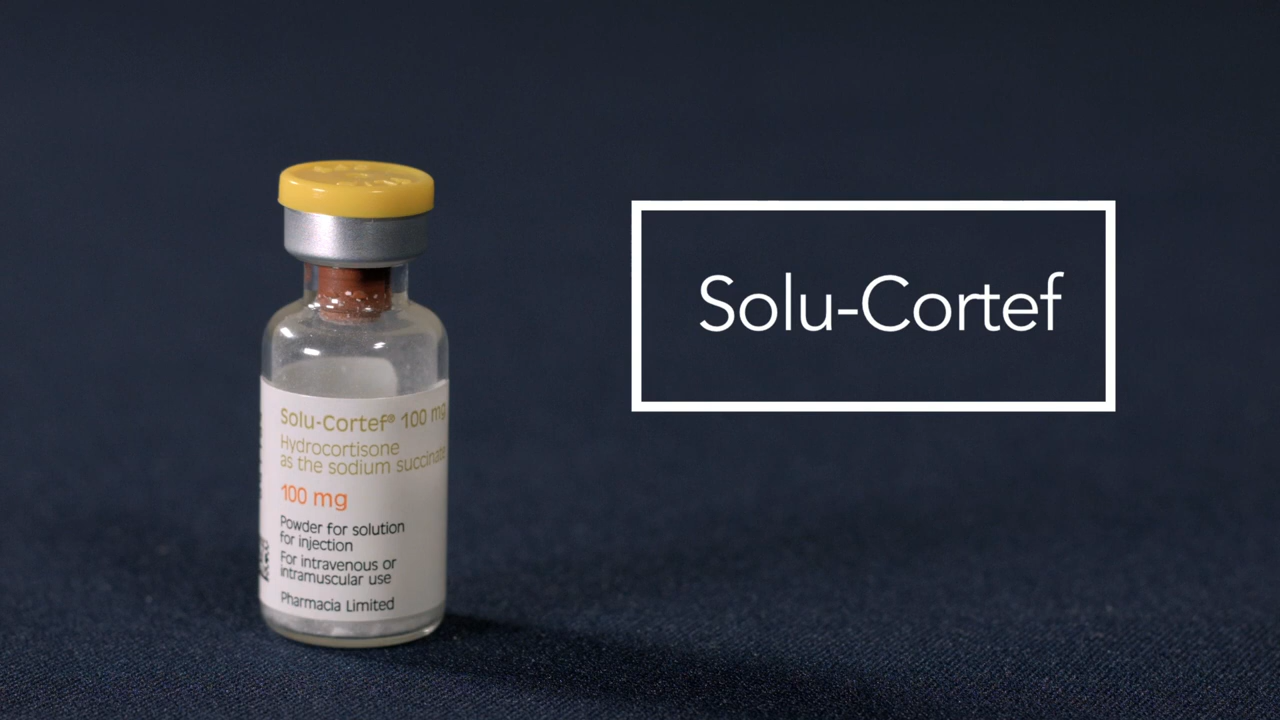 Solu-Cortef® 100 mg
Hydrocortisone
as the sodium succinate
100 mg
Powder for solution
for injection
For intravenous or
intramuscular use
Pharmacia Limited
Solu-Cortef